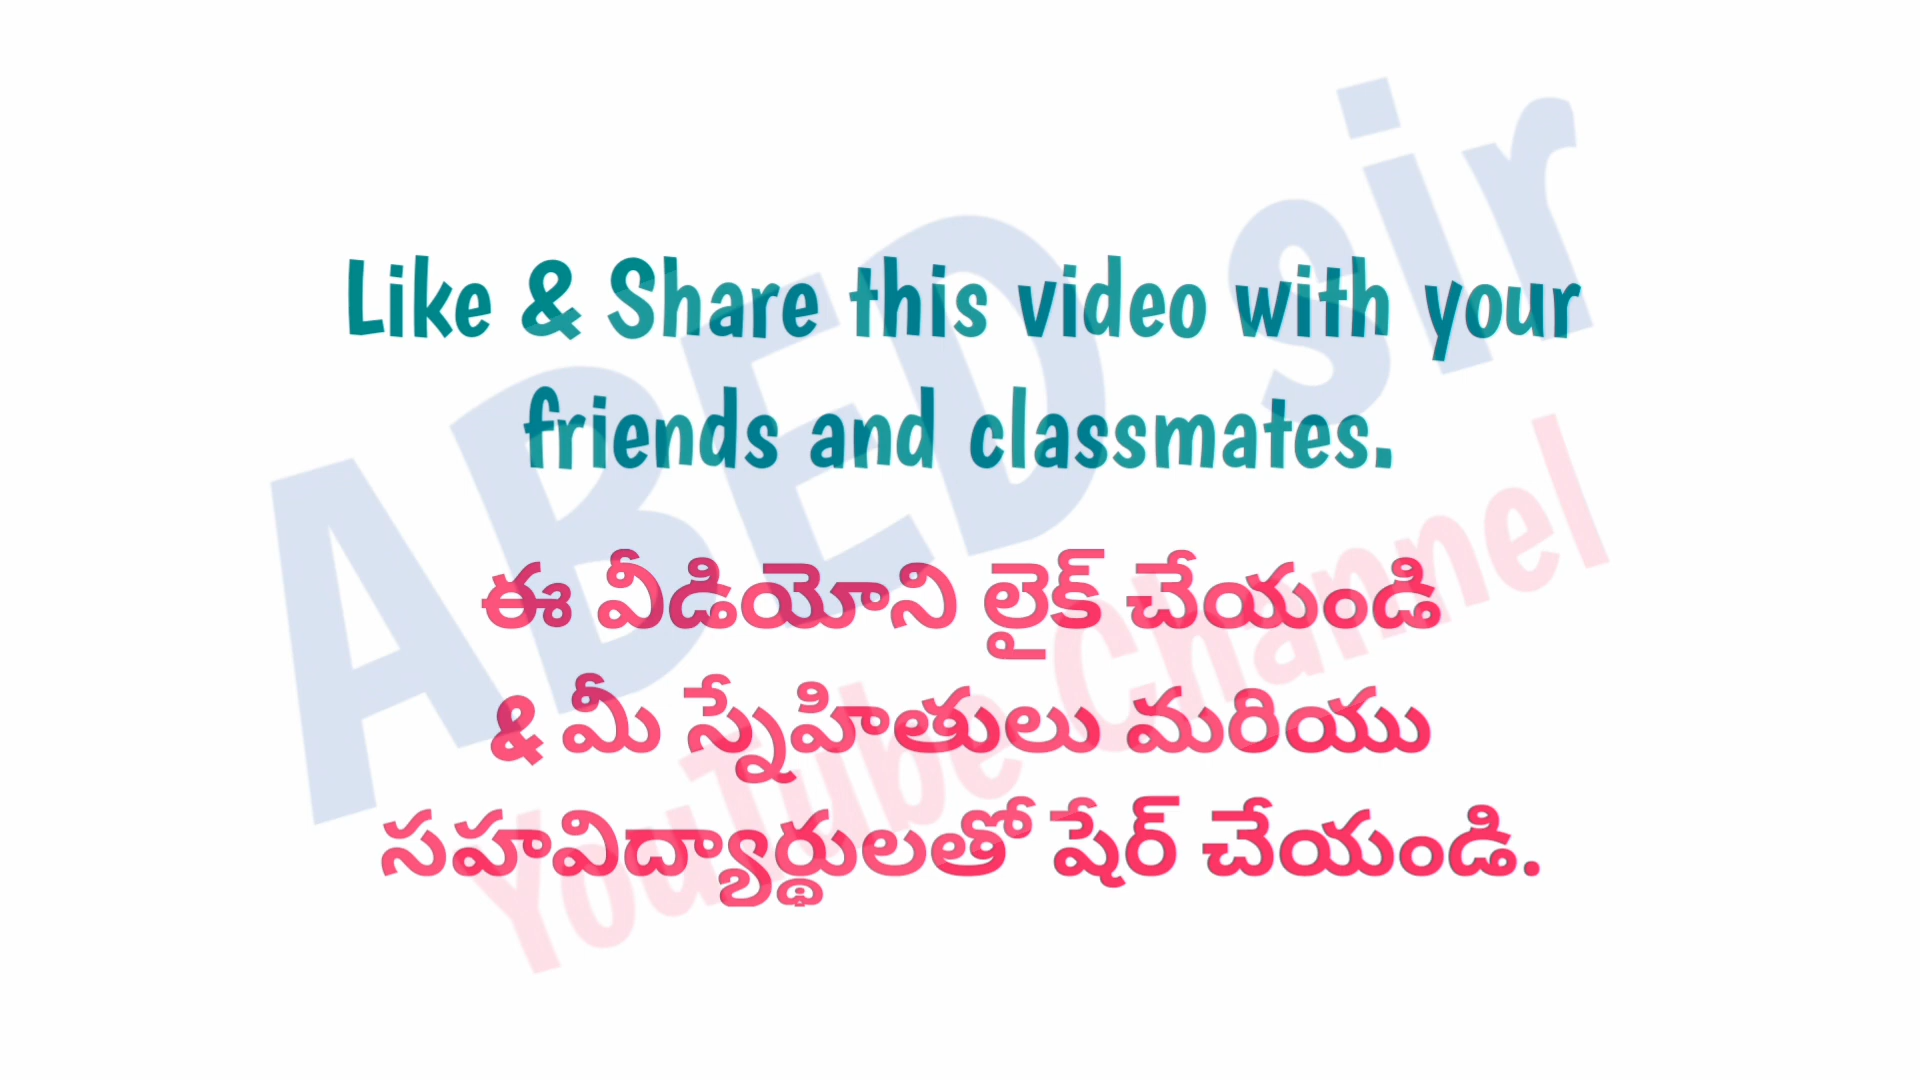 Like & Share this video with your
friends and classmates.
ఈ వీడియోని లైక్ చేయండి
& మీ స్నేహితులు మరియు
సహవిద్యార్థులతో షేర్ చేయండి.
ABED sir
YouTube Channel